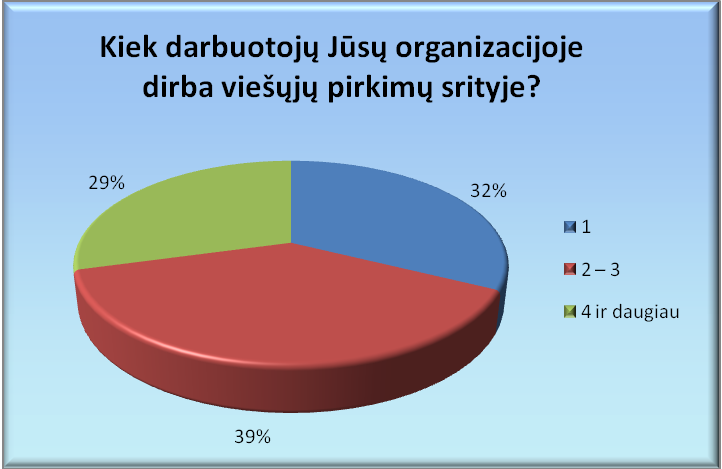 Kiek darbuotojų Jūsų organizacijoje
dirba viešųjų pirkimų srityje?
29%
32%
1
2 – 3
4 ir daugiau
39%